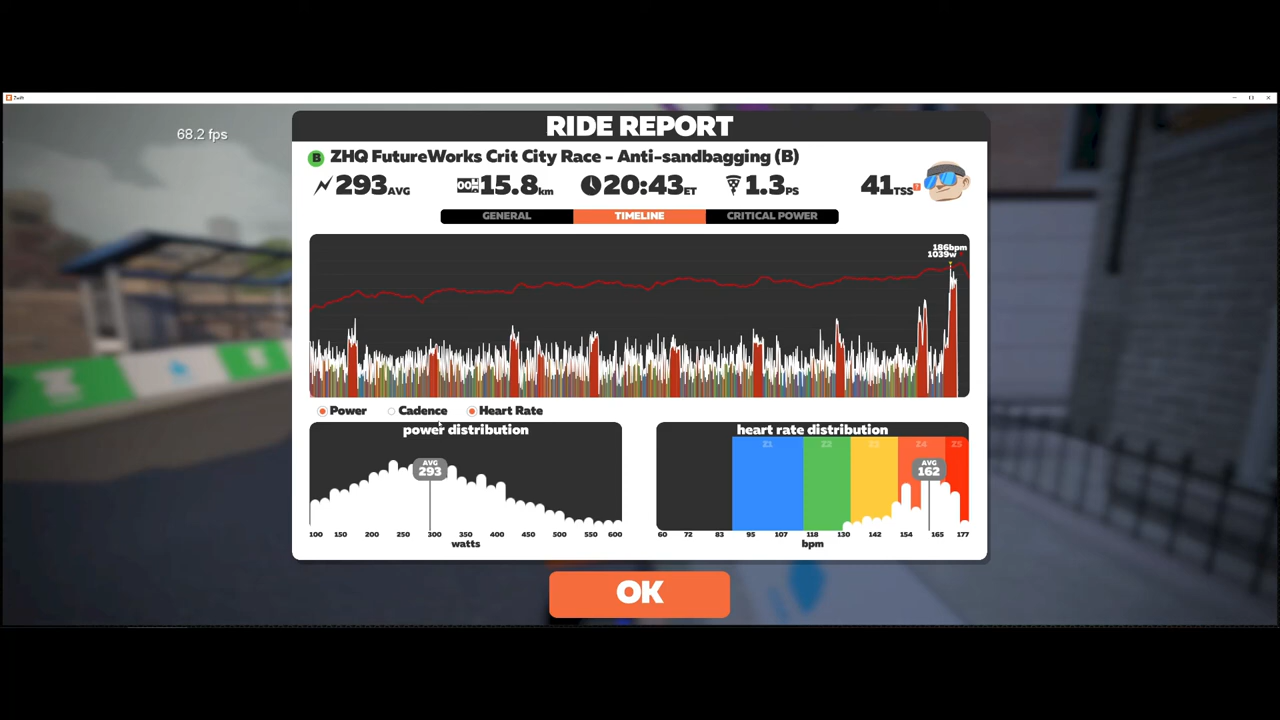 Zwift
68.2 fps
RIDE REPORT
B ZHQ FutureWorks Crit City Race - Anti-sandbagging (B)
293AVG 15.8km 20:43ET 1.3PS 41TSS ?
GENERAL TIMELINE CRITICAL POWER
186bpm
1039w
Power Cadence Heart Rate
power distribution heart rate distribution
Z1 Z2 Z3 Z4 Z5
AVG AVG
293 162
100 150 200 250 300 350 400 450 500 550 600 60 72 83 95 107 118 130 142 154 165 177
watts bpm
OK